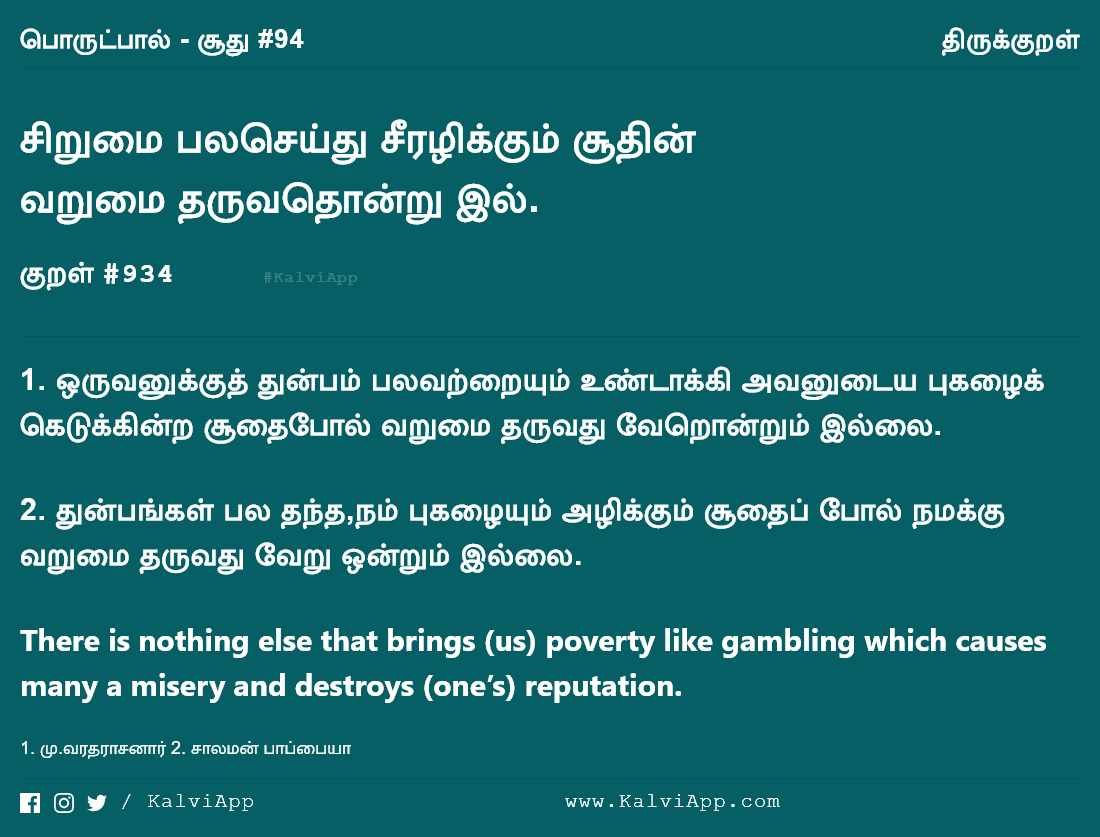 பொருட்பால் - சூது #94
திருக்குறள்
சிறுமை பலசெய்து சீரழிக்கும் சூதின்
வறுமை தருவதொன்று இல்.
குறள் #934
#KalviApp
1. ஒருவனுக்குத் துன்பம் பலவற்றையும் உண்டாக்கி அவனுடைய புகழைக்
கெடுக்கின்ற சூதைபோல் வறுமை தருவது வேறொன்றும் இல்லை.
2. துன்பங்கள் பல தந்த,நம் புகழையும் அழிக்கும் சூதைப் போல் நமக்கு
வறுமை தருவது வேறு ஒன்றும் இல்லை.
There is nothing else that brings (us) poverty like gambling which causes
many a misery and destroys (one’s) reputation.
1. மு.வரதராசனார் 2. சாலமன் பாப்பையா
/ KalviApp
www.KalviApp.com